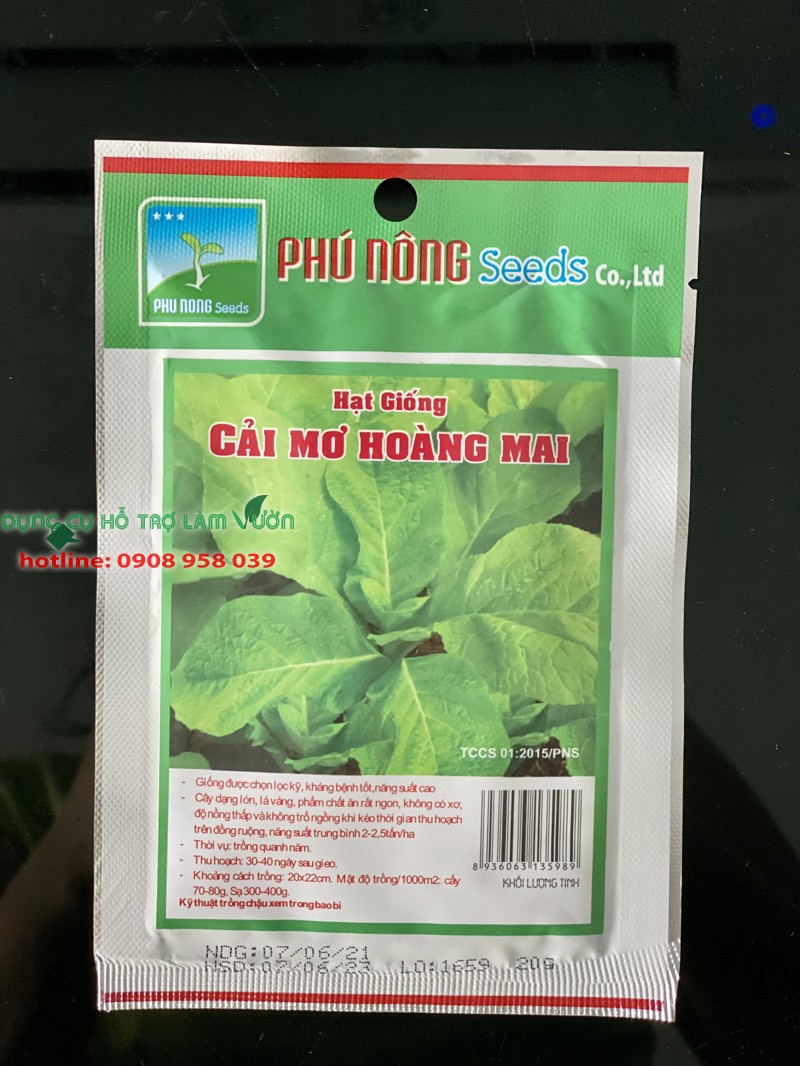 PHU NONG Seeds
PHÚ NÔNG Seeds Co.,Ltd
Hạt Giống
CẢI MƠ HOÀNG MAI
DỤNG CỤ HỖ TRỢ LÀM VƯỜN
hotline: 0908 958 039
TCCS 01:2015/PNS
- Giống được chọn lọc kỹ, kháng bệnh tốt, năng suất cao
- Cây dạng lớn, lá vàng, phẩm chất ăn rất ngon, không có xơ,
độ nồng thấp và không trổ ngồng khi kéo thời gian thu hoạch
trên đồng ruộng, năng suất trung bình 2-2,5tấn/ha
- Thời vụ: trồng quanh năm.
- Thu hoạch: 30-40 ngày sau gieo.
- Khoảng cách trồng: 20x22cm. Mật độ trồng/1000m2: cấy
70-80g, Sạ 300-400g.
Kỹ thuật trồng chậu xem trong bao bì
8 936063 135989
KHỐI LƯỢNG TỊNH
NDG:07/06/21
HSD:07/06/23 LO:1659 20G